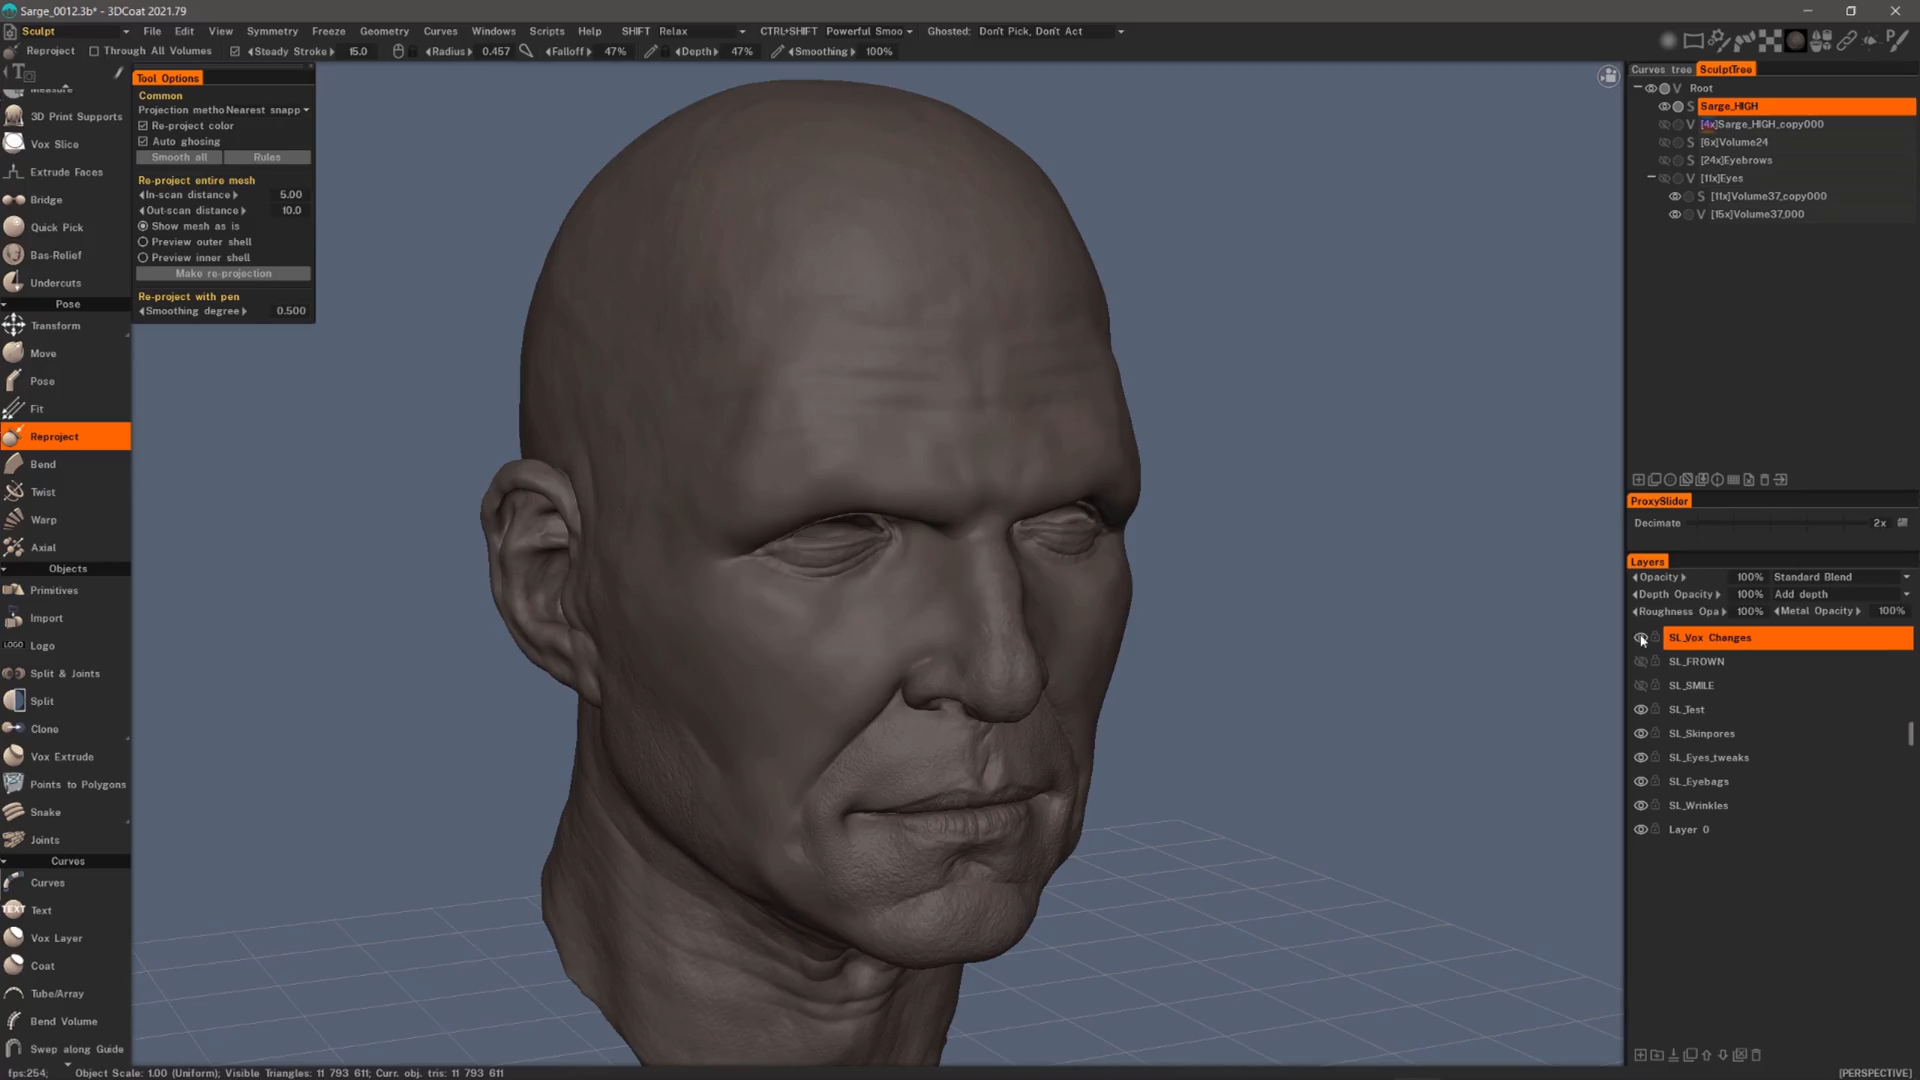 Sarge_0012.3b* - 3DCoat 2021.79
Sculpt File Edit View Symmetry Freeze Geometry Curves Windows Scripts Help SHIFT Relax CTRL+SHIFT Powerful Smoo Ghosted: Don't Pick, Don't Act
Reproject Through All Volumes Steady Stroke 15.0 Radius 0.457 Falloff 47% Depth 47% Smoothing 100%
3D Print Supports
Vox Slice
Extrude Faces
Bridge
Quick Pick
Bas-Relief
Undercuts
Pose
Transform
Move
Pose
Fit
Reproject
Bend
Twist
Warp
Axial
Objects
Primitives
Import
LOGO Logo
Split & Joints
Split
Clone
Vox Extrude
Points to Polygons
Snake
Joints
Curves
Curves
TEXT Text
Vox Layer
Coat
Tube/Array
Bend Volume
Swep along Guide
Tool Options
Common
Projection metho Nearest snapp
Re-project color
Auto ghosing
Smooth all Rules
Re-project entire mesh
In-scan distance 5.00
Out-scan distance 10.0
Show mesh as is
Preview outer shell
Preview inner shell
Make re-projection
Re-project with pen
Smoothing degree 0.500
Curves tree SculptTree
V Root
S Sarge_HIGH
V [4x]Sarge_HIGH_copy000
S [6x]Volume24
S [24x]Eyebrows
V [11x]Eyes
S [11x]Volume37_copy000
V [15x]Volume37_000
ProxySlider
Decimate 2x
Layers
Opacity 100% Standard Blend
Depth Opacity 100% Add depth
Roughness Opa 100% Metal Opacity 100%
SL_Vox Changes
SL_FROWN
SL_SMILE
SL_Test
SL_Skinpores
SL_Eyes_tweaks
SL_Eyebags
SL_Wrinkles
Layer 0
fps:254; Object Scale: 1.00 (Uniform); Visible Triangles: 11 793 611; Curr. obj. tris: 11 793 611
[PERSPECTIVE]